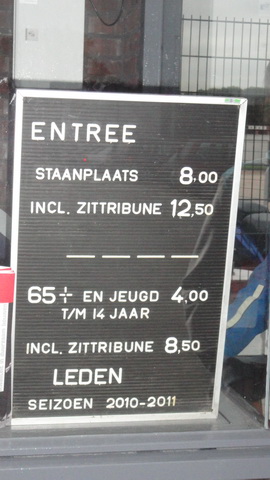 ENTREE
STAANPLAATS 8,00
INCL. ZITTRIBUNE 12,50
65+ EN JEUGD 4,00
T/M 14 JAAR
INCL. ZITTRIBUNE 8,50
LEDEN
SEIZOEN 2010-2011